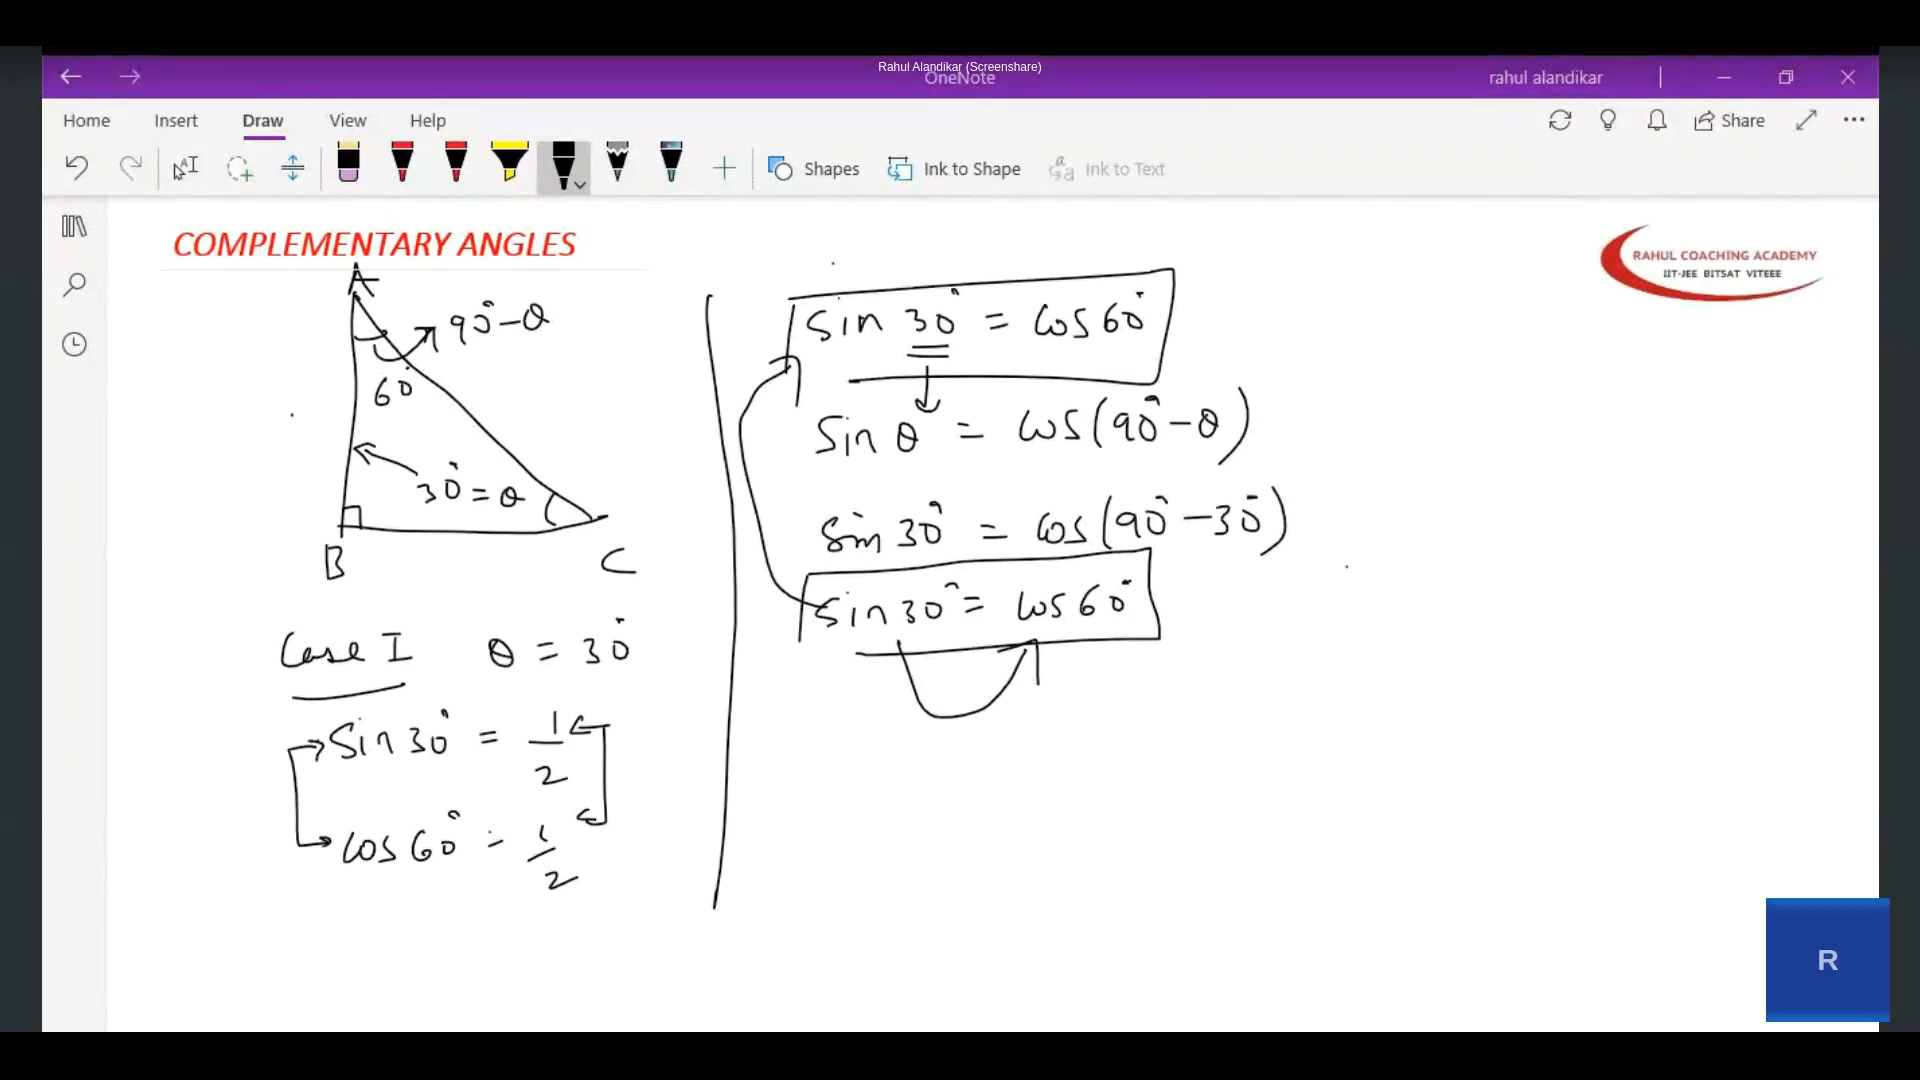 Rahul Alandikar (Screenshare)
OneNote
rahul alandikar
Home Insert Draw View Help
Share
Shapes Ink to Shape Ink to Text
COMPLEMENTARY ANGLES
RAHUL COACHING ACADEMY
IIT-JEE BITSAT VITEEE
A
90° - θ
60°
30° = θ
B
C
Case I θ = 30°
Sin 30° = 1/2
cos 60° = 1/2
Sin 30° = cos 60°
Sin θ = cos (90° - θ)
Sin 30° = cos (90° - 30°)
Sin 30° = cos 60°
R